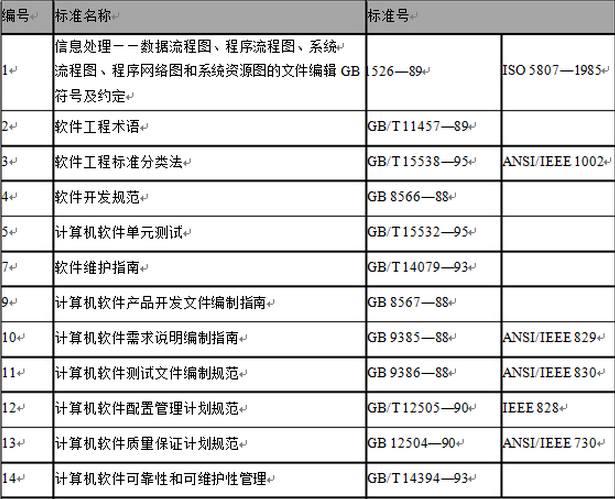 编号 标准名称 标准号
信息处理－－数据流程图、程序流程图、系统
1 流程图、程序网络图和系统资源图的文件编辑 GB 1526—89 ISO 5807—1985
符号及约定
2 软件工程术语 GB/T11457—89
3 软件工程标准分类法 GB/T15538—95 ANSI/IEEE 1002
4 软件开发规范 GB 8566—88
5 计算机软件单元测试 GB/T15532—95
7 软件维护指南 GB/T14079—93
9 计算机软件产品开发文件编制指南 GB 8567—88
10 计算机软件需求说明编制指南 GB 9385—88 ANSI/IEEE 829
11 计算机软件测试文件编制规范 GB 9386—88 ANSI/IEEE 830
12 计算机软件配置管理计划规范 GB/T12505—90 IEEE 828
13 计算机软件质量保证计划规范 GB 12504—90 ANSI/IEEE 730
14 计算机软件可靠性和可维护性管理 GB/T14394—93